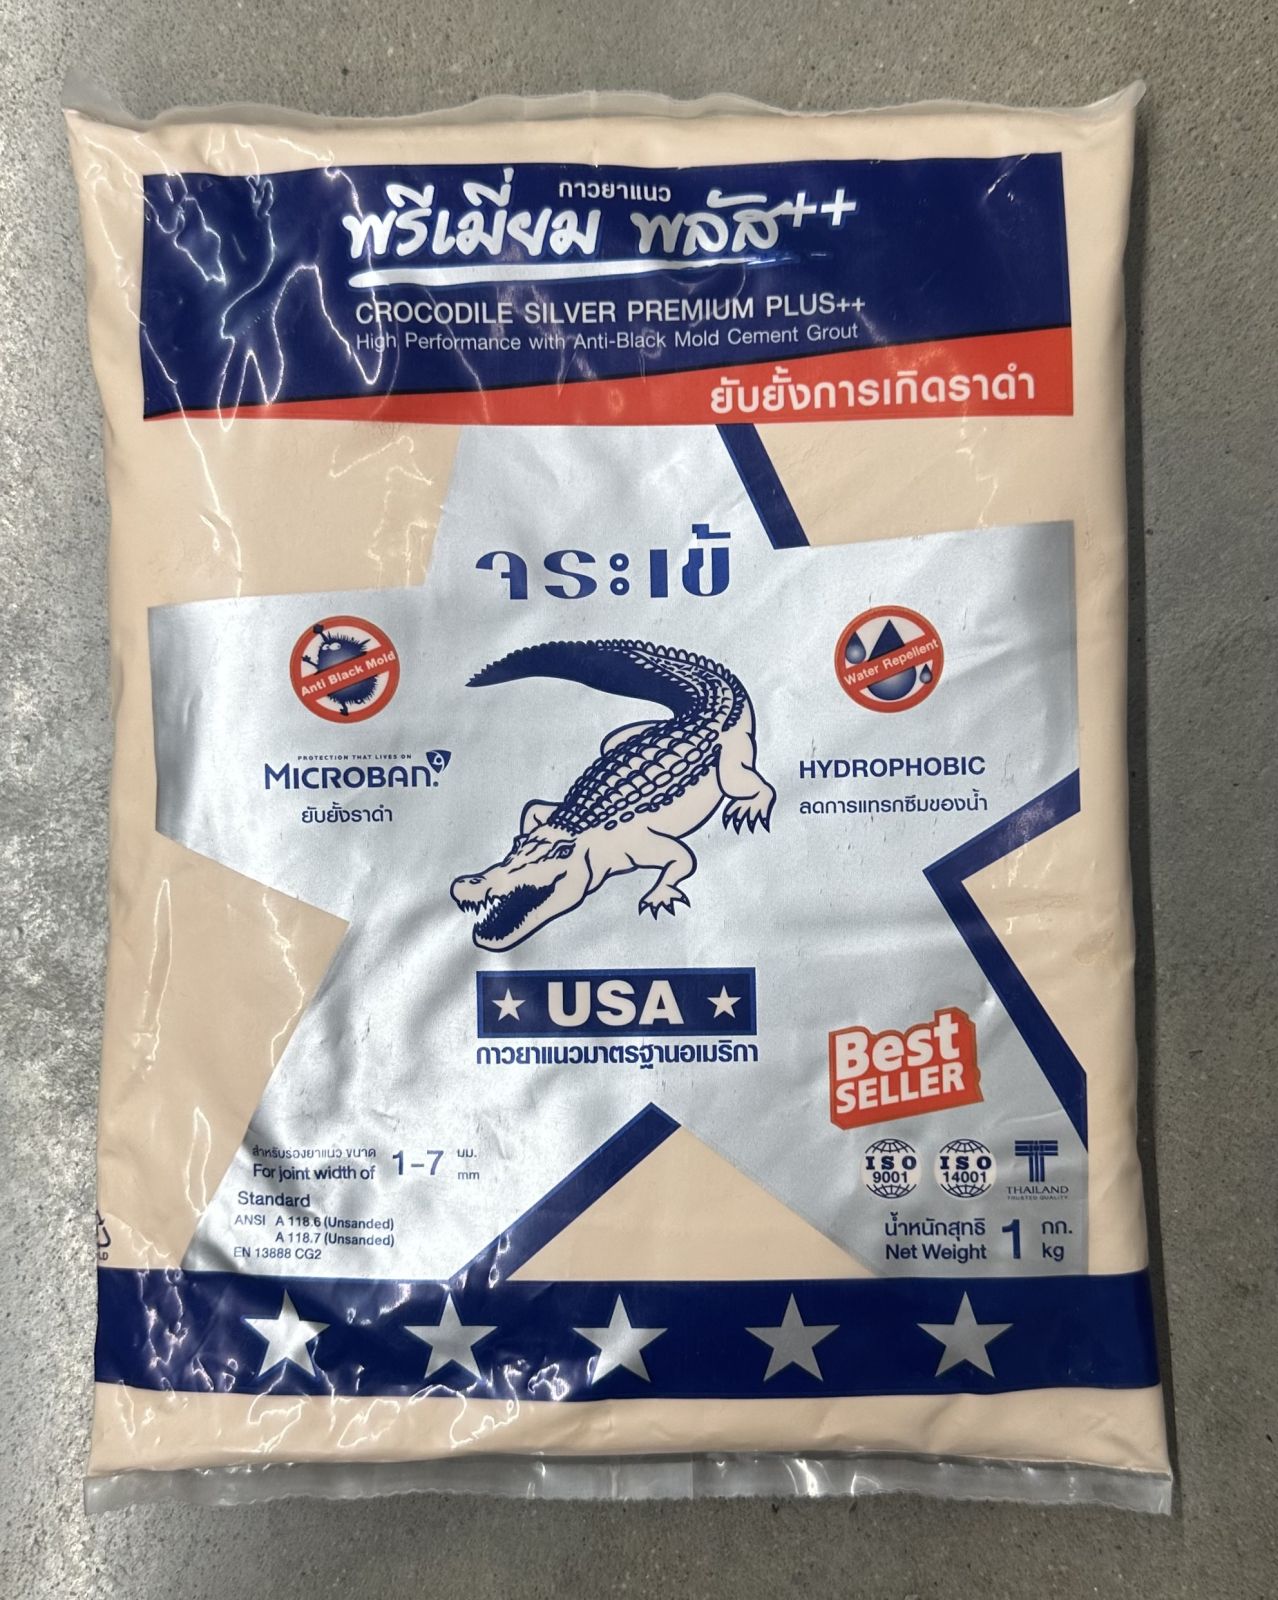 กาวยาแนว
พรีเมี่ยม พลัส++
CROCODILE SILVER PREMIUM PLUS++
High Performance with Anti-Black Mold Cement Grout
ยับยั้งการเกิดราดำ
จระเข้
Anti Black Mold
Water Repellent
PROTECTION THAT LIVES ON
MICROBAN
ยับยั้งราดำ
HYDROPHOBIC
ลดการแทรกซึมของน้ำ
USA
กาวยาแนวมาตรฐานอเมริกา
Best
SELLER
สำหรับร่องยาแนว ขนาด 1-7 มม.
For joint width of mm
Standard
ANSI A 118.6 (Unsanded)
A 118.7 (Unsanded)
EN 13888 CG2
ISO
9001
ISO
14001
THAILAND
TRUSTED QUALITY
น้ำหนักสุทธิ 1 กก.
Net Weight kg